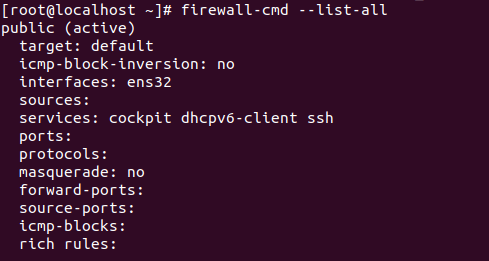 [root@localhost ~]# firewall-cmd --list-all
public (active)
  target: default
  icmp-block-inversion: no
  interfaces: ens32
  sources:
  services: cockpit dhcpv6-client ssh
  ports:
  protocols:
  masquerade: no
  forward-ports:
  source-ports:
  icmp-blocks:
  rich rules: